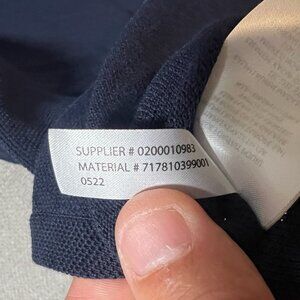 SUPPLIER # 0200010983
MATERIAL # 717810399001
0522